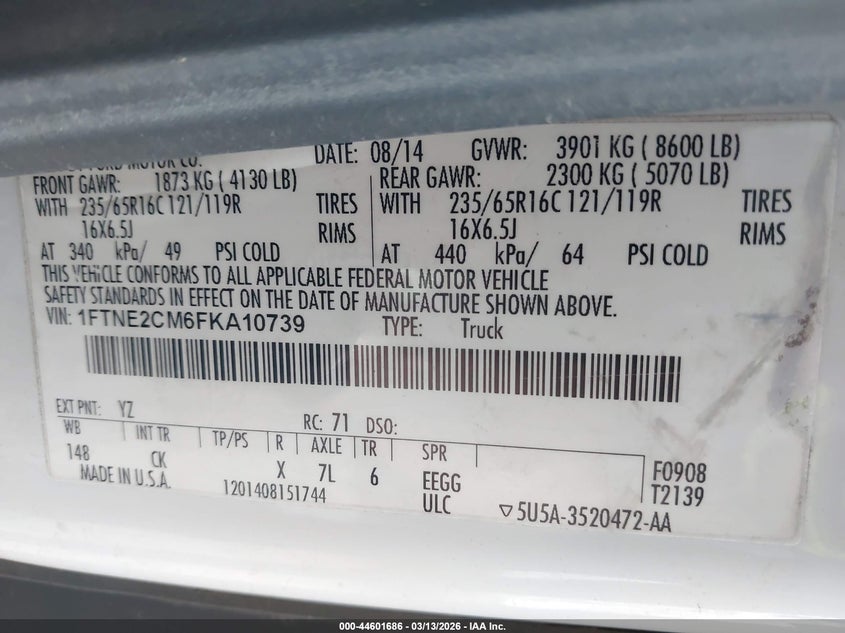 FORD MOTOR CO.
DATE: 08/14 GVWR: 3901 KG ( 8600 LB)
FRONT GAWR: 1873 KG ( 4130 LB) REAR GAWR: 2300 KG ( 5070 LB)
WITH 235/65R16C 121/119R TIRES WITH 235/65R16C 121/119R TIRES
16X6.5J RIMS 16X6.5J RIMS
AT 340 kPa/ 49 PSI COLD AT 440 kPa/ 64 PSI COLD
THIS VEHICLE CONFORMS TO ALL APPLICABLE FEDERAL MOTOR VEHICLE
SAFETY STANDARDS IN EFFECT ON THE DATE OF MANUFACTURE SHOWN ABOVE.
VIN: 1FTNE2CM6FKA10739 TYPE: Truck
EXT PNT: YZ RC: 71 DSO:
WB INT TR TP/PS R AXLE TR SPR
148 CK X 7L 6 EEGG F0908
MADE IN U.S.A. 1201408151744 ULC T2139
▽5U5A-3520472-AA
000-44601686 - 03/13/2026 - IAA Inc.